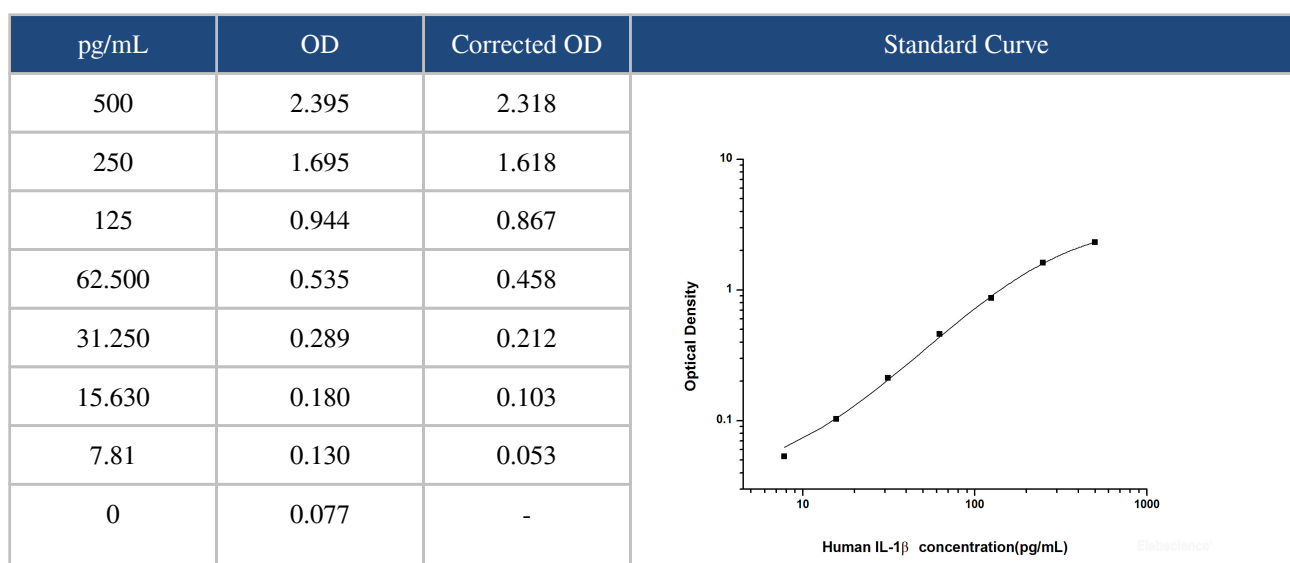 pg/mL OD Corrected OD Standard Curve
500 2.395 2.318
250 1.695 1.618
125 0.944 0.867
62.500 0.535 0.458
31.250 0.289 0.212
15.630 0.180 0.103
7.81 0.130 0.053
0 0.077 -
10
1
0.1
Optical Density
10 100 1000
Human IL-1β concentration(pg/mL)
Elabscience®